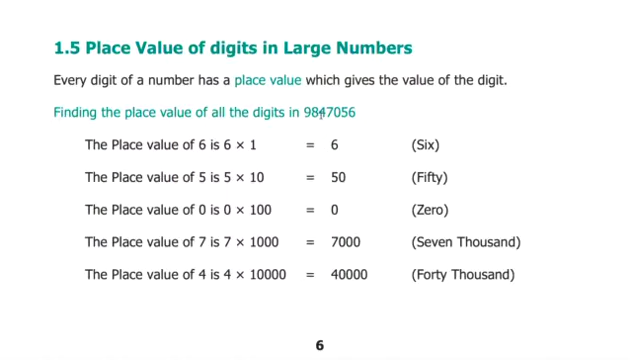 1.5 Place Value of digits in Large Numbers
Every digit of a number has a place value which gives the value of the digit.
Finding the place value of all the digits in 9847056
The Place value of 6 is 6 × 1 = 6 (Six)
The Place value of 5 is 5 × 10 = 50 (Fifty)
The Place value of 0 is 0 × 100 = 0 (Zero)
The Place value of 7 is 7 × 1000 = 7000 (Seven Thousand)
The Place value of 4 is 4 × 10000 = 40000 (Forty Thousand)
6